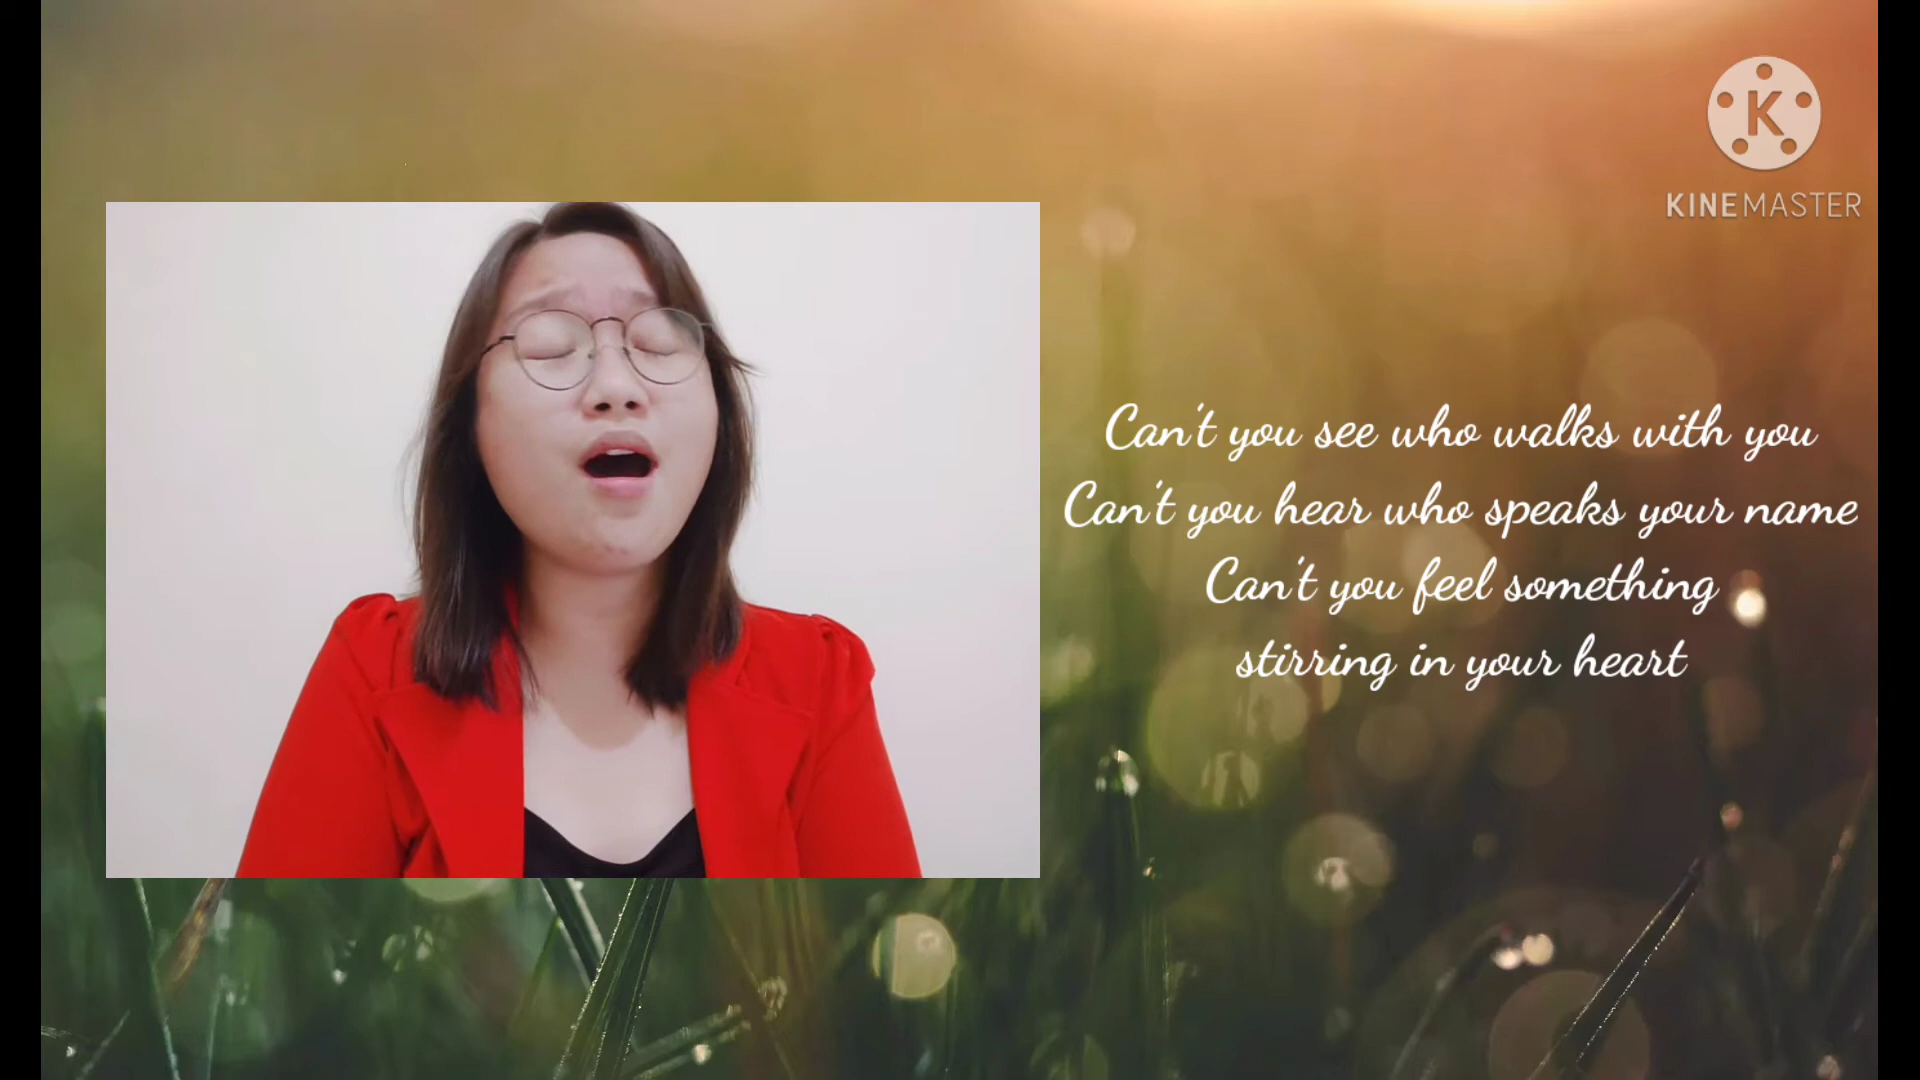 K
KINEMASTER
Can't you see who walks with you
Can't you hear who speaks your name
Can't you feel something
stirring in your heart